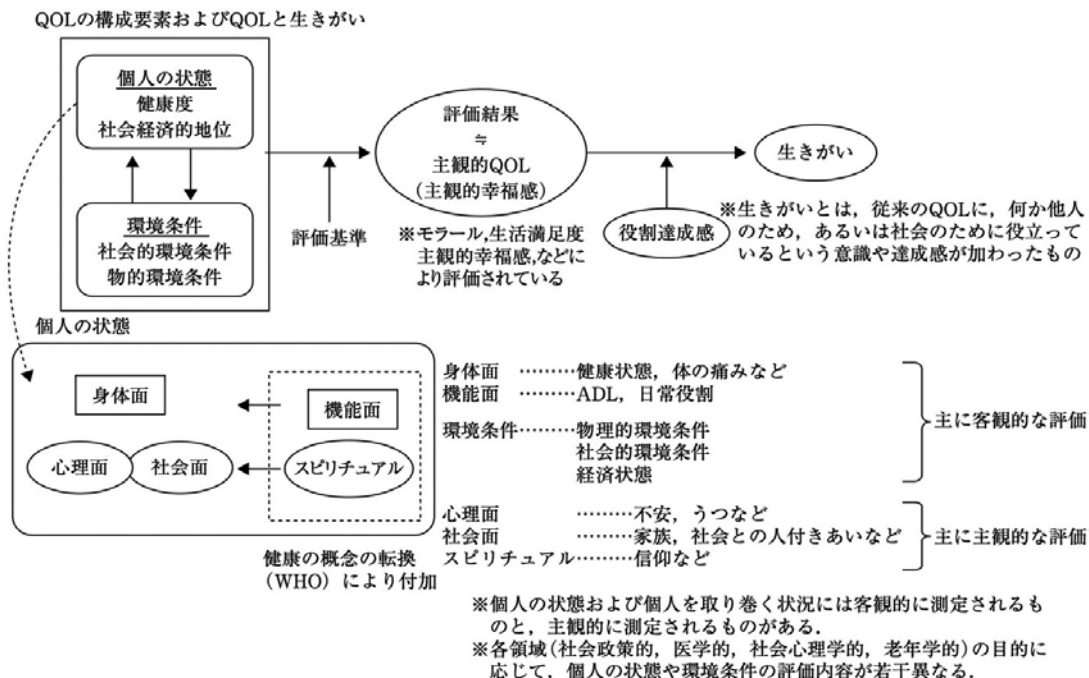 QOLの構成要素およびQOLと生きがい
個人の状態
健康度
社会経済的地位
環境条件
社会的環境条件
物的環境条件
評価基準
評価結果
≒
主観的QOL
(主観的幸福感)
※モラール,生活満足度
主観的幸福感,などに
より評価されている
役割達成感
生きがい
※生きがいとは，従来のQOLに，何か他人
のため，あるいは社会のために役立って
いるという意識や達成感が加わったもの
個人の状態
身体面
心理面
社会面
機能面
スピリチュアル
健康の概念の転換
（WHO）により付加
身体面 ………健康状態，体の痛みなど
機能面 ………ADL，日常役割
環境条件………物理的環境条件
社会的環境条件
経済状態
主に客観的な評価
心理面 ………不安，うつなど
社会面 ………家族，社会との人付きあいなど
スピリチュアル………信仰など
主に主観的な評価
※個人の状態および個人を取り巻く状況には客観的に測定されるも
のと，主観的に測定されるものがある．
※各領域(社会政策的，医学的，社会心理学的，老年学的)の目的に
応じて，個人の状態や環境条件の評価内容が若干異なる．